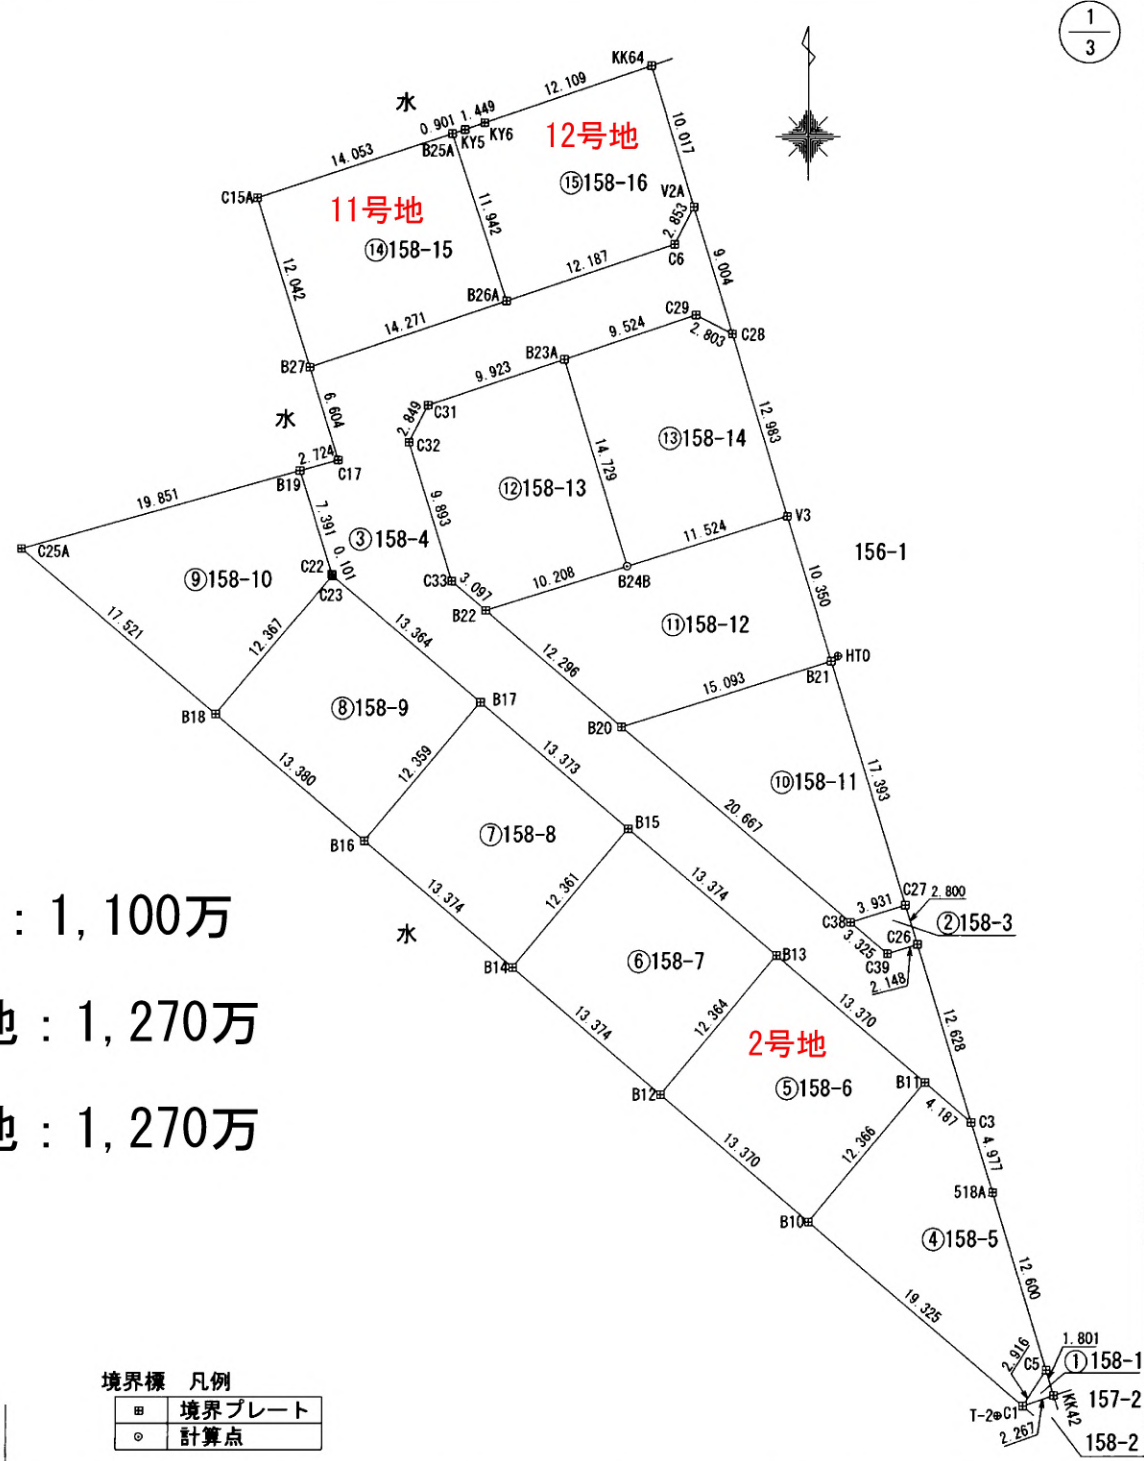 1
3
KK64
12.109
水
1.449
0.901
KY6
KY5
B25A
12号地
10.017
14.053
⑮158-16
V2A
C15A
11号地
11.942
2.853
⑭158-15
C6
12.187
9.004
12.042
B26A
C29
14.271
9.524
2.803
C28
B27
B23A
9.923
6.604
2.849
C31
水
C32
12.983
2.724
C17
⑬158-14
B19
14.729
19.851
⑫158-13
9.893
7.391
V3
11.524
③158-4
156-1
C25A
0.101
C22
C23
⑨158-10
C33
3.097
10.208
B24B
10.350
B22
17.521
12.367
13.364
⑪158-12
12.296
HT0
B21
15.093
B17
⑧158-9
B18
B20
13.380
12.359
13.373
17.393
⑩158-11
20.667
B15
⑦158-8
B16
13.374
12.361
13.374
C27
2.800
3.931
：1,100万
C38
②158-3
水
C26
3.325
B13
C39
B14
⑥158-7
2.148
地：1,270万
13.374
12.364
13.370
12.628
2号地
B11
⑤158-6
B12
4.187
C3
地：1,270万
13.370
12.366
4.977
518A
B10
④158-5
19.325
12.600
1.801
2.916
C5
①158-1
境界標 凡例
境界プレート
計算点
KK42
157-2
T-2
C1
2.267
158-2